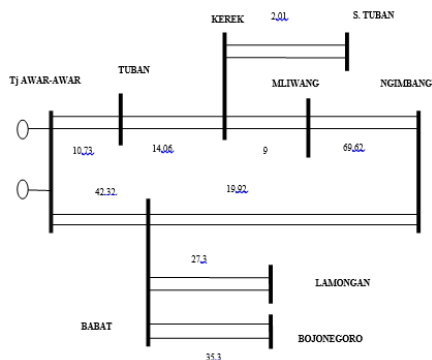 2,01
KEREK
S. TUBAN
TUBAN
MLIWANG
NGIMBANG
Tj AWAR-AWAR
10,73
14,06
9
69,62
42,32
19,92
27,3
LAMONGAN
BABAT
BOJONEGORO
35,3